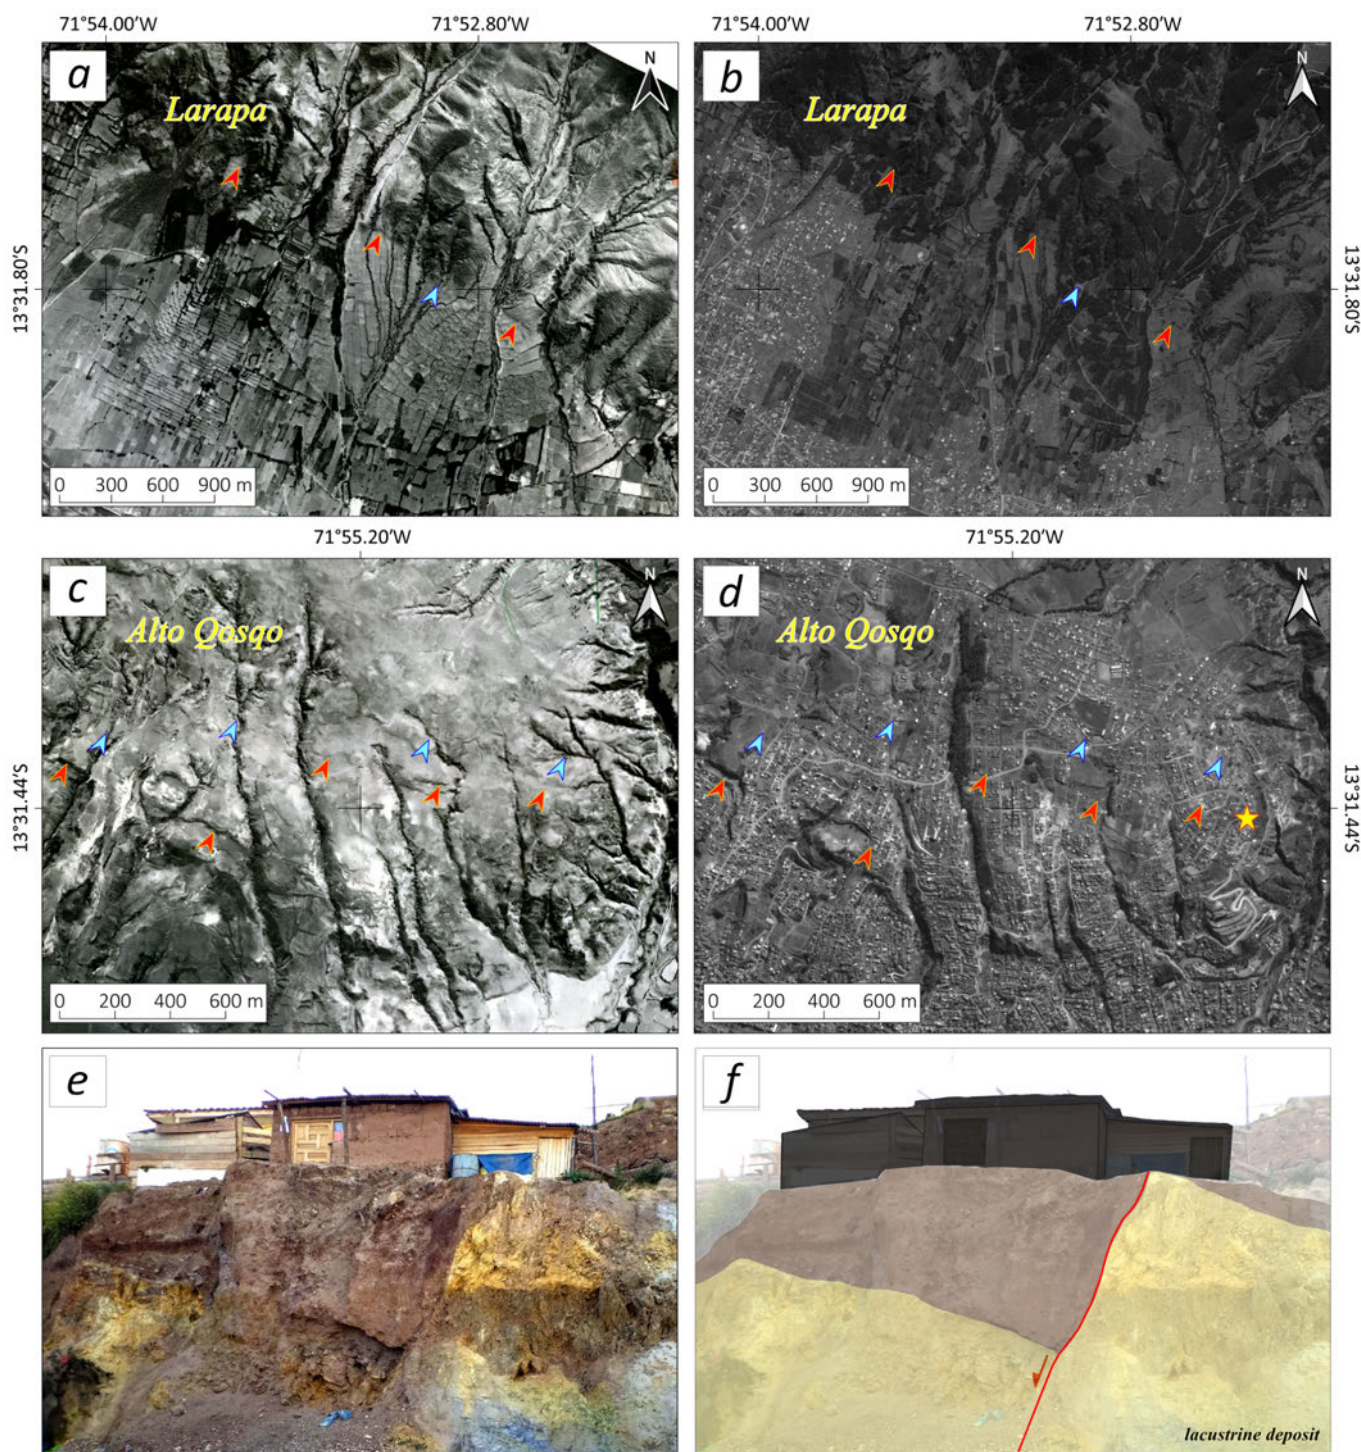 71°54.00′W 71°52.80′W 71°54.00′W 71°52.80′W
a N b N
Larapa Larapa
13°31.80′S 13°31.80′S
0 300 600 900 m 0 300 600 900 m
71°55.20′W 71°55.20′W
c N d N
Alto Qosqo Alto Qosqo
13°31.44′S 13°31.44′S
0 200 400 600 m 0 200 400 600 m
e f
lacustrine deposit